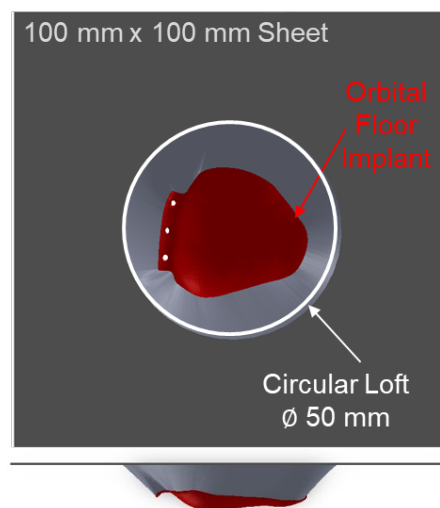 100 mm x 100 mm Sheet
Orbital
Floor
Implant
Circular Loft
Ø 50 mm